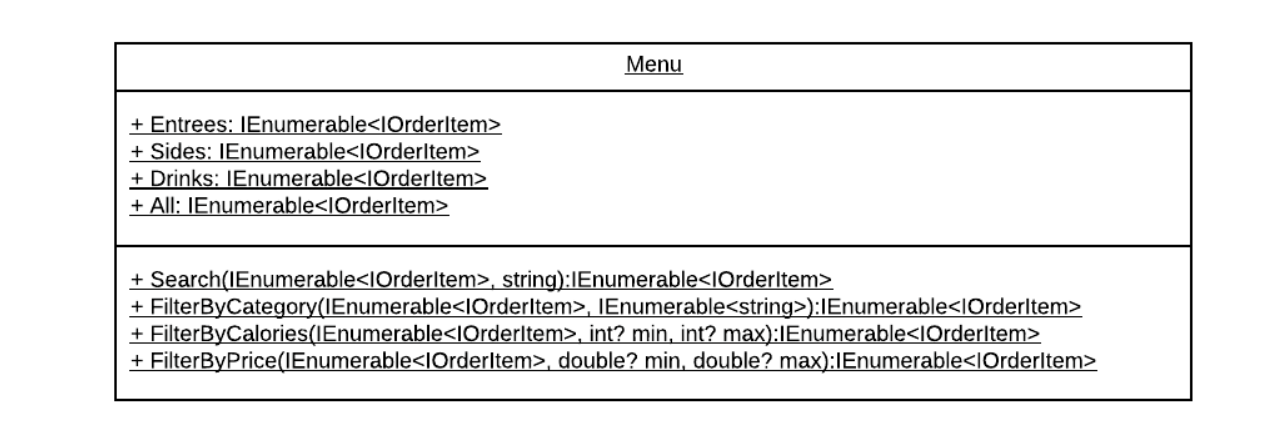 Menu
+ Entrees: IEnumerable<IOrderItem>
+ Sides: IEnumerable<IOrderItem>
+ Drinks: IEnumerable<IOrderItem>
+ All: IEnumerable<IOrderItem>
+ Search(IEnumerable<IOrderItem>, string):IEnumerable<IOrderItem>
+ FilterByCategory(IEnumerable<IOrderItem>, IEnumerable<string>):IEnumerable<IOrderItem>
+ FilterByCalories(IEnumerable<IOrderItem>, int? min, int? max):IEnumerable<IOrderItem>
+ FilterByPrice(IEnumerable<IOrderItem>, double? min, double? max):IEnumerable<IOrderItem>